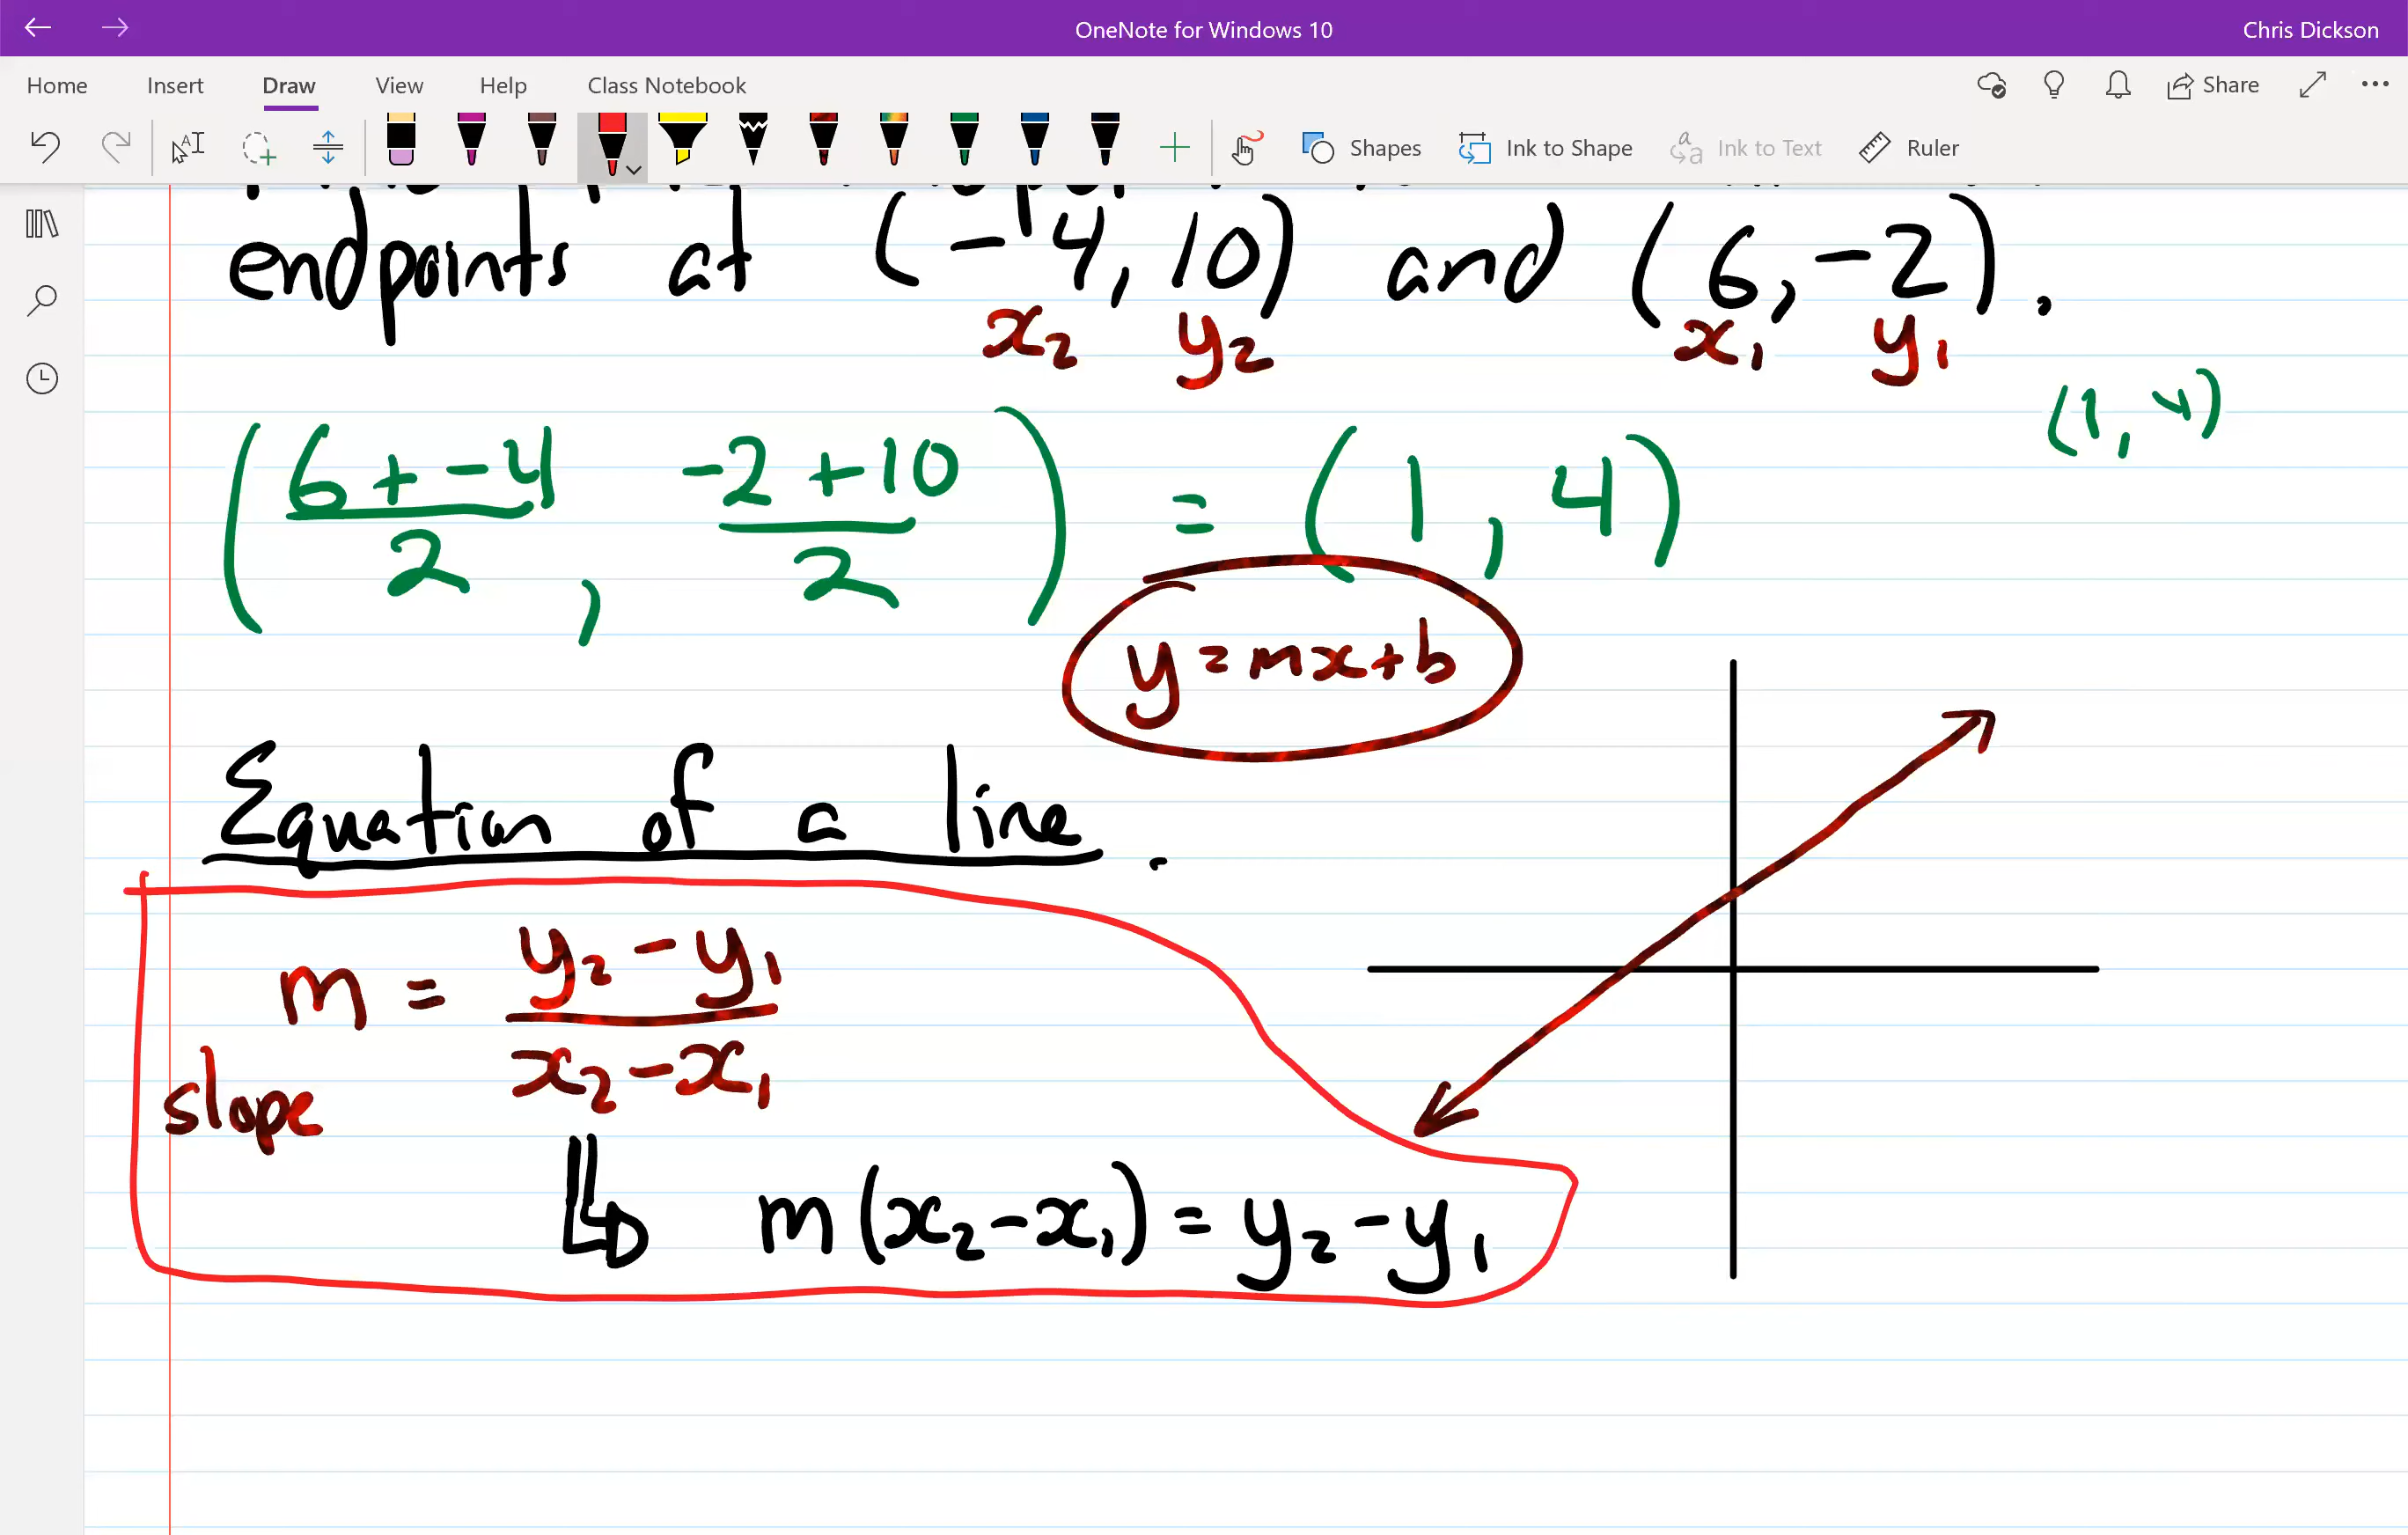 OneNote for Windows 10
Chris Dickson
Home Insert Draw View Help Class Notebook Share
Shapes Ink to Shape Ink to Text Ruler
endpoints at (-4, 10) and (6, -2).
x₂ y₂ x₁ y₁
(1, 4)
(6 + -4 / 2, -2 + 10 / 2) = (1, 4)
y = mx + b
Equation of a line.
m = y₂ - y₁ / x₂ - x₁
slope
m(x₂ - x₁) = y₂ - y₁